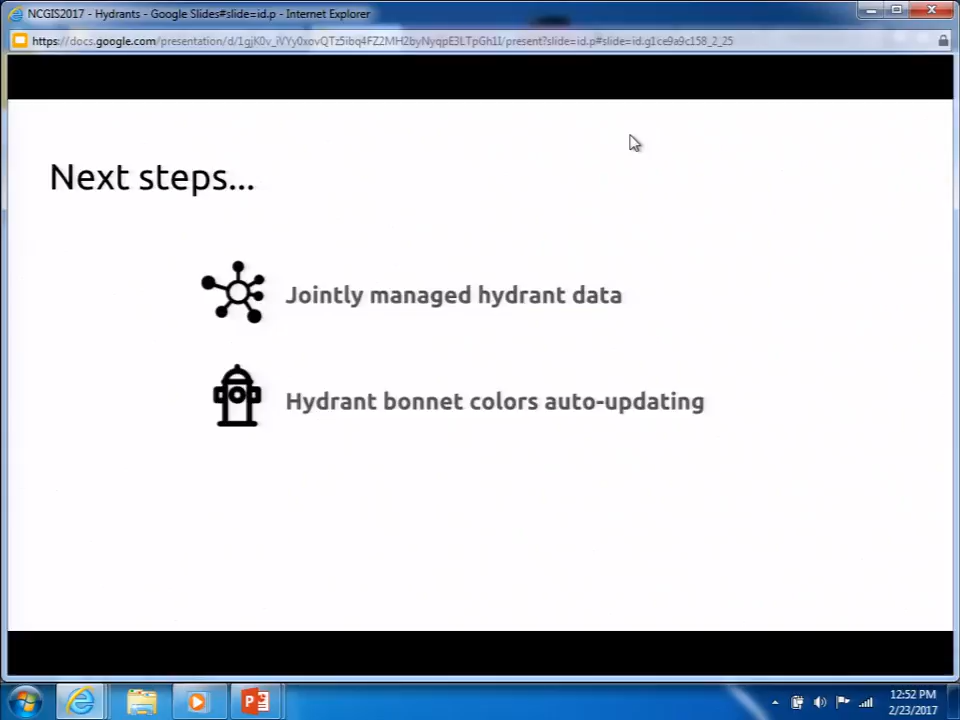 NCGIS2017 - Hydrants - Google Slides#slide=id.p - Internet Explorer
Next steps...
Jointly managed hydrant data
Hydrant bonnet colors auto-updating
12:52 PM
2/23/2017